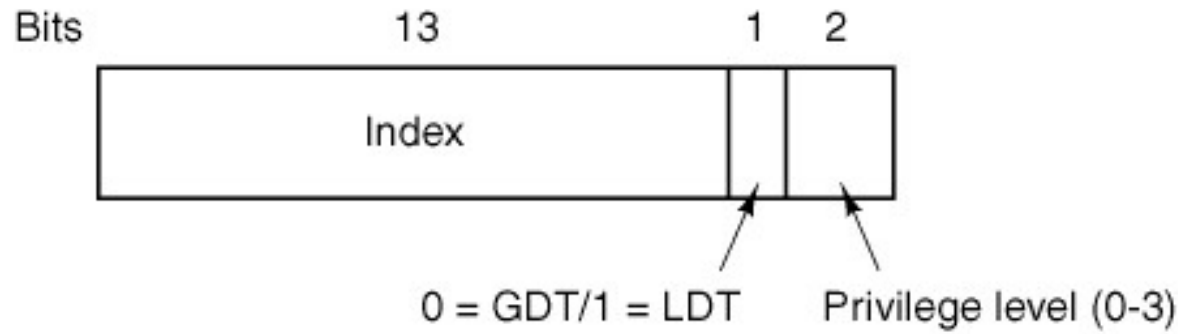 Bits 13 1 2
Index
0 = GDT/1 = LDT Privilege level (0-3)